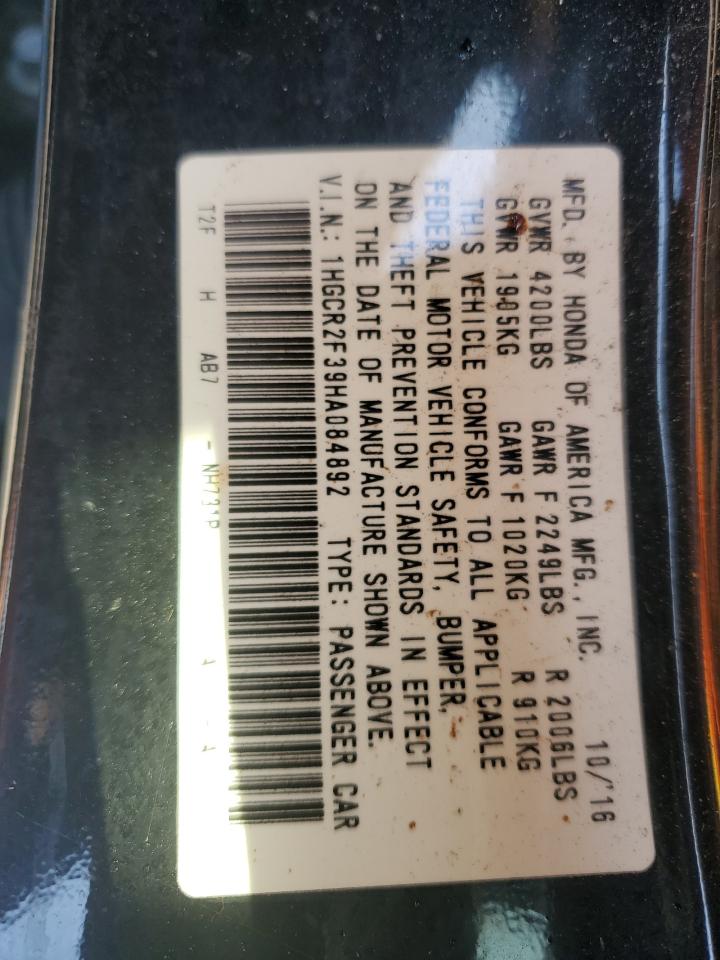 MFD. BY HONDA OF AMERICA MFG., INC. 10/'16
GVWR 4200LBS GAWR F 2249LBS R 2006LBS
GVWR 1905KG GAWR F 1020KG R 910KG
THIS VEHICLE CONFORMS TO ALL APPLICABLE
FEDERAL MOTOR VEHICLE SAFETY, BUMPER,
AND THEFT PREVENTION STANDARDS IN EFFECT
ON THE DATE OF MANUFACTURE SHOWN ABOVE.
V.I.N.: 1HGCR2F39HA084892 TYPE: PASSENGER CAR
T2F H AB7 - NH731P A A